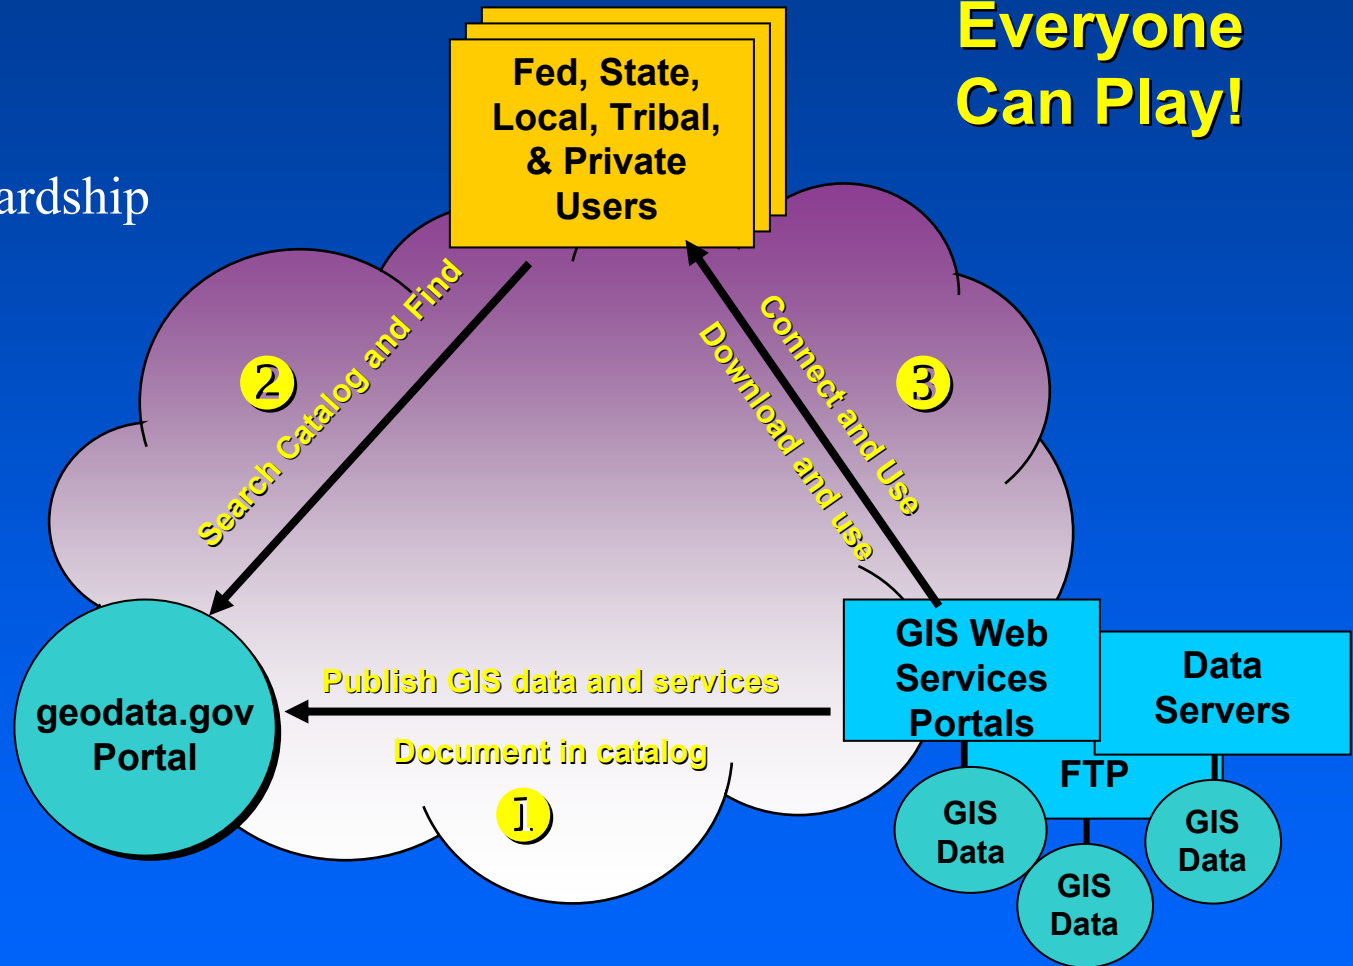 Everyone
Can Play!
Fed, State,
Local, Tribal,
& Private
Users
ardship
2
Search Catalog and Find
Connect and Use
Download and use
3
geodata.gov
Portal
Publish GIS data and services
Document in catalog
1
GIS Web
Services
Portals
Data
Servers
FTP
GIS
Data
GIS
Data
GIS
Data